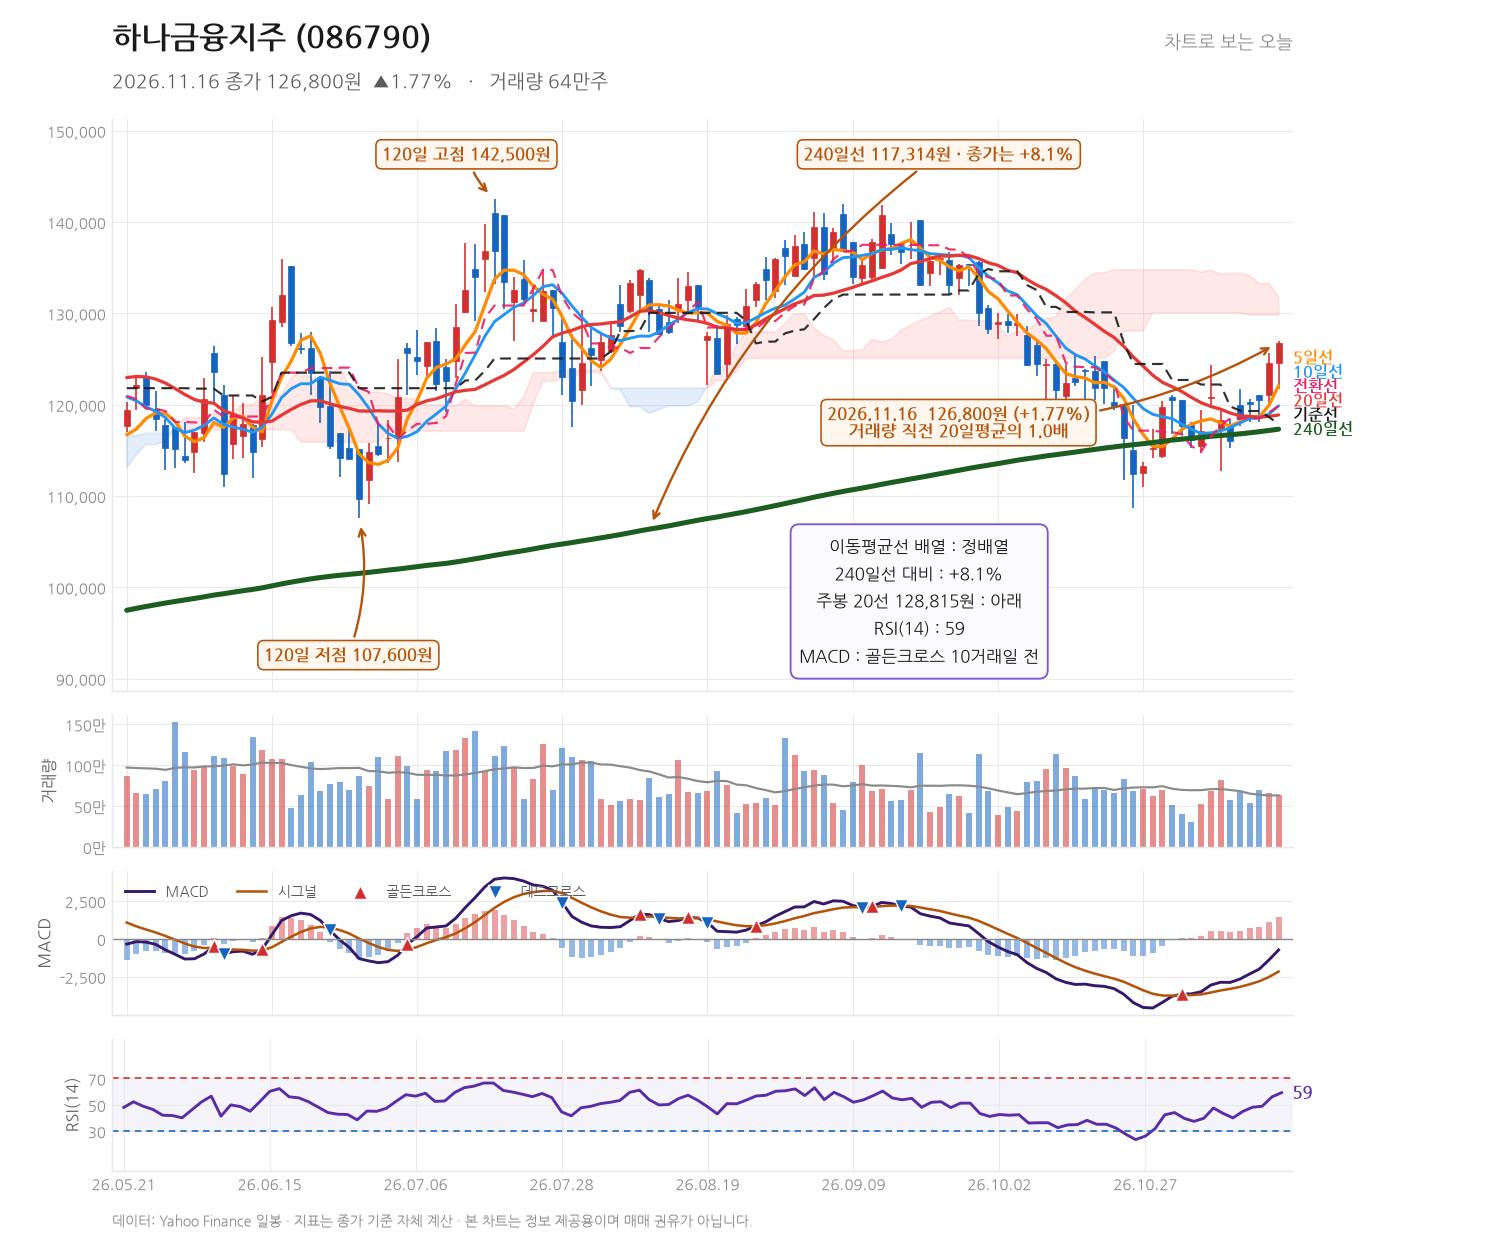 하나금융지주 (086790)
차트로 보는 오늘
2026.11.16 종가 126,800원 ▲1.77% · 거래량 64만주
150,000
140,000
130,000
120,000
110,000
100,000
90,000
120일 고점 142,500원
240일선 117,314원 · 종가는 +8.1%
2026.11.16 126,800원 (+1.77%)
거래량 직전 20일평균의 1.0배
120일 저점 107,600원
이동평균선 배열 : 정배열
240일선 대비 : +8.1%
주봉 20선 128,815원 : 아래
RSI(14) : 59
MACD : 골든크로스 10거래일 전
5일선
10일선
전환선
20일선
기준선
240일선
거래량
150만
100만
50만
0만
MACD
MACD
시그널
골든크로스
데드크로스
2,500
0
-2,500
RSI(14)
70
50
30
59
26.05.21
26.06.15
26.07.06
26.07.28
26.08.19
26.09.09
26.10.02
26.10.27
데이터: Yahoo Finance 일봉 · 지표는 종가 기준 자체 계산 · 본 차트는 정보 제공용이며 매매 권유가 아닙니다.